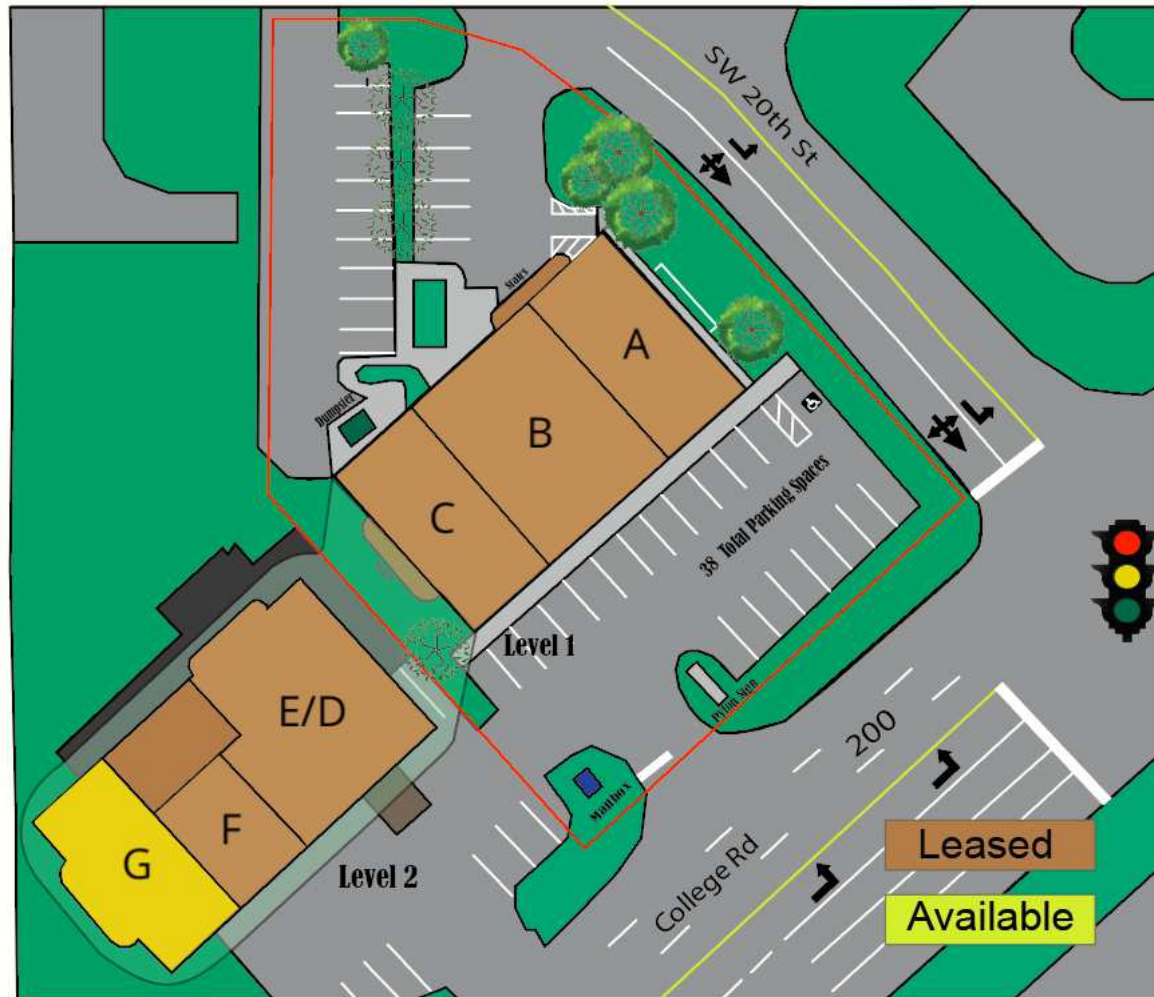 SW 20th St
Stairs
A
Dumpster
B
C
38 Total Parking Spaces
Level 1
E/D
Pylon Sign
200
Mailbox
F
G
Level 2
College Rd
Leased
Available